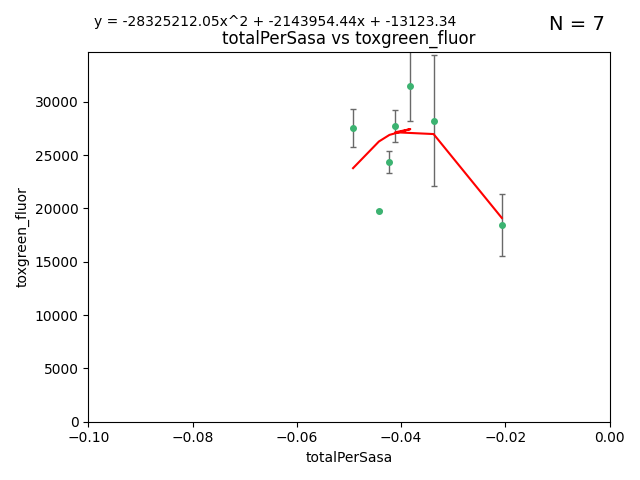 y = -28325212.05x^2 + -2143954.44x + -13123.34
N = 7
totalPerSasa vs toxgreen_fluor
30000
25000
20000
15000
10000
5000
0
toxgreen_fluor
−0.10
−0.08
−0.06
−0.04
−0.02
0.00
totalPerSasa